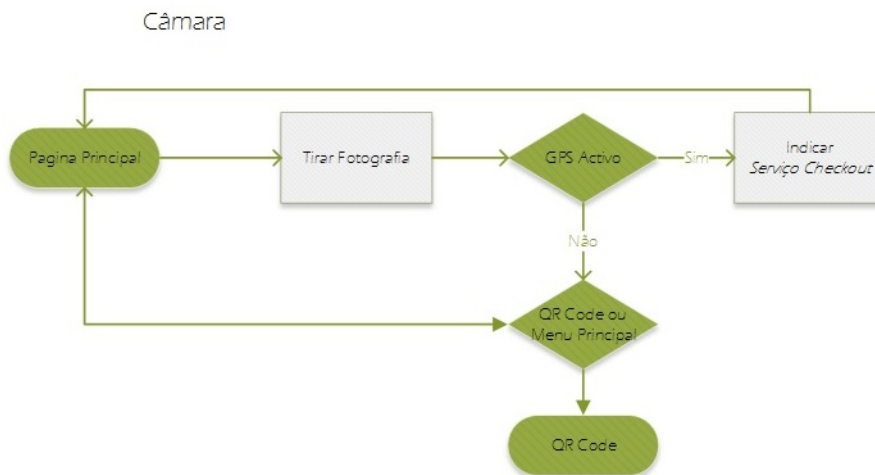 Câmara
Pagina Principal
Tirar Fotografia
GPS Activo
Sim
Indicar
Serviço Checkout
Não
QR Code ou
Menu Principal
QR Code